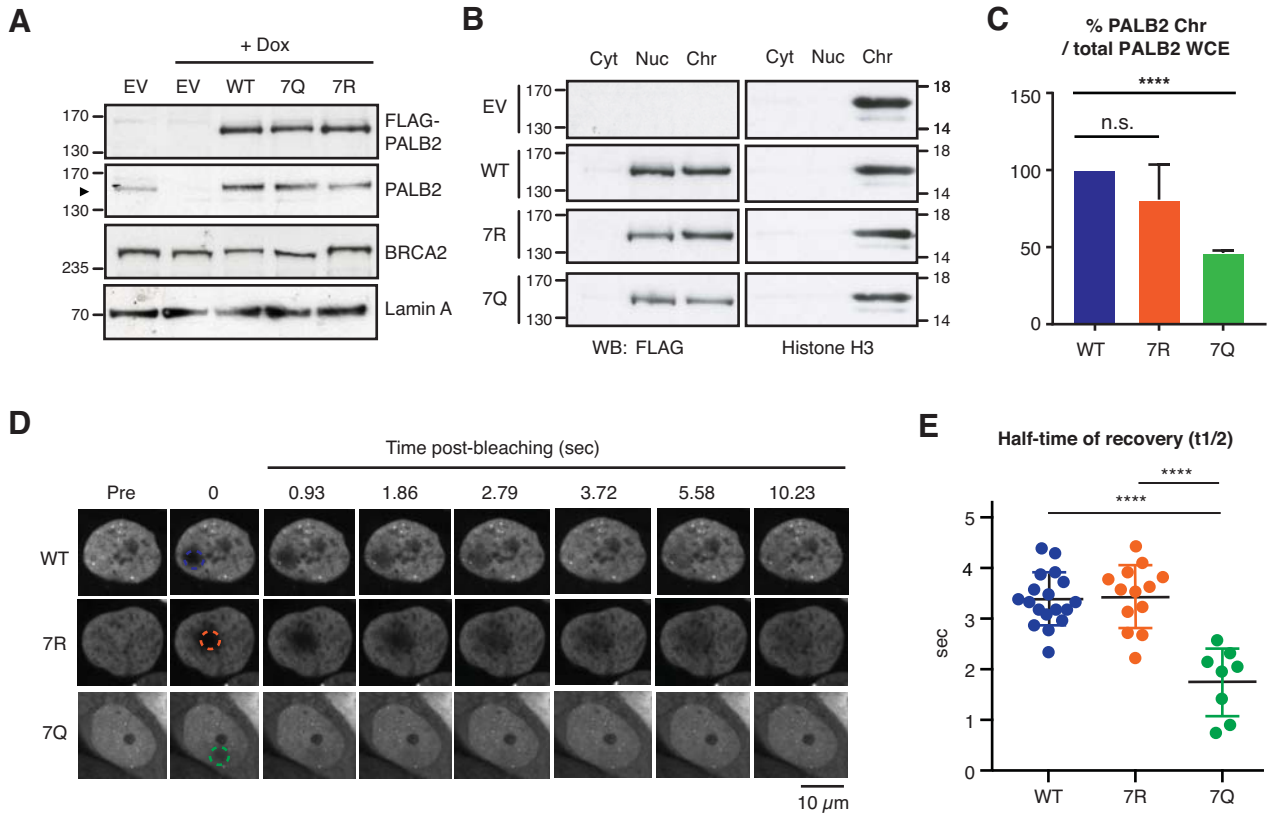 A
+ Dox
EV EV WT 7Q 7R
170
130
FLAG-
PALB2
170
130
PALB2
235
BRCA2
70
Lamin A
B
Cyt Nuc Chr Cyt Nuc Chr
EV
170
130
18
14
WT
170
130
18
14
7R
170
130
18
14
7Q
170
130
18
14
WB: FLAG Histone H3
C
% PALB2 Chr
/ total PALB2 WCE
****
n.s.
150
100
50
0
WT 7R 7Q
D
Time post-bleaching (sec)
Pre 0 0.93 1.86 2.79 3.72 5.58 10.23
WT
7R
7Q
10 µm
E
Half-time of recovery (t1/2)
****
****
sec
5
4
3
2
1
0
WT 7R 7Q